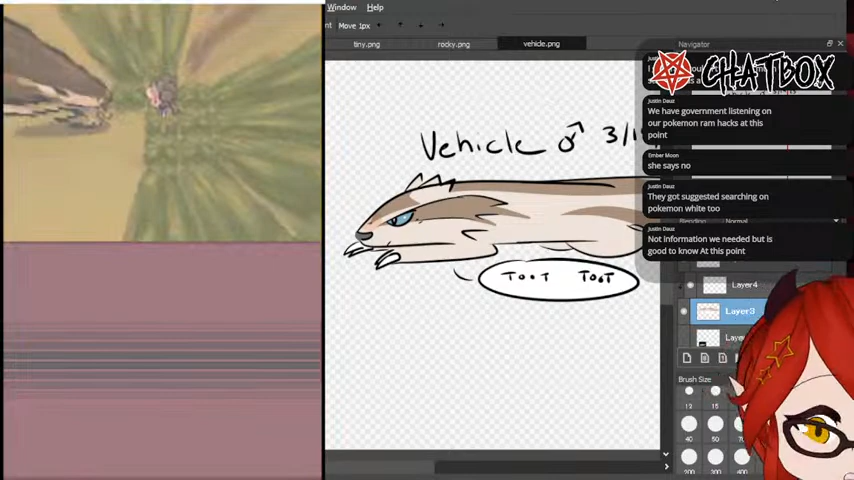 Window Help
Move 1px
tiny.png rocky.png vehicle.png
Navigator
CHATBOX
Justin Dauz
We have government listening on
our pokemon ram hacks at this
point
Ember Moon
she says no
Justin Dauz
They got suggested searching on
pokemon white too
Justin Dauz
Not information we needed but is
good to know At this point
Vehicle ♂ 3/
TOOT TOOT
Normal
Layer4
Layer3
Brush Size
12 15
40 50
200 300 400